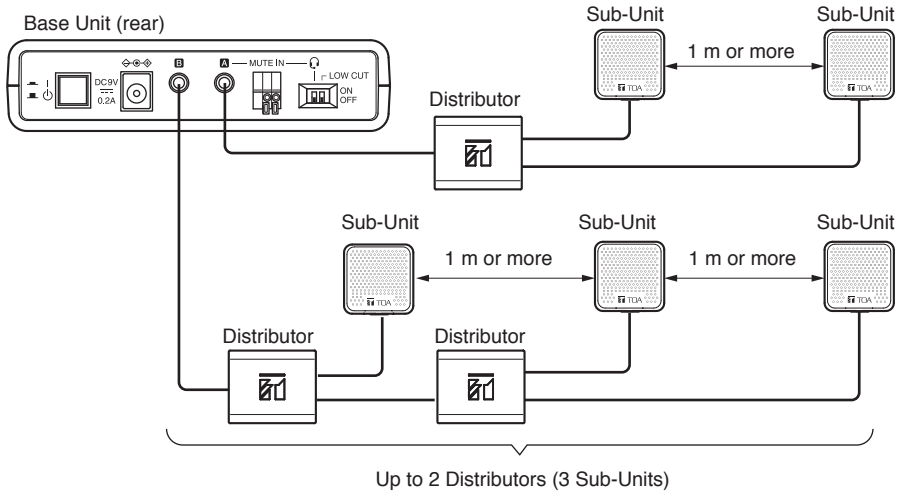 Base Unit (rear)
Sub-Unit
Sub-Unit
1 m or more
B
A
MUTE IN
LOW CUT
DC9V
0.2A
ON
OFF
Distributor
TOA
TOA
Sub-Unit
Sub-Unit
Sub-Unit
1 m or more
1 m or more
TOA
TOA
TOA
Distributor
Distributor
Up to 2 Distributors (3 Sub-Units)